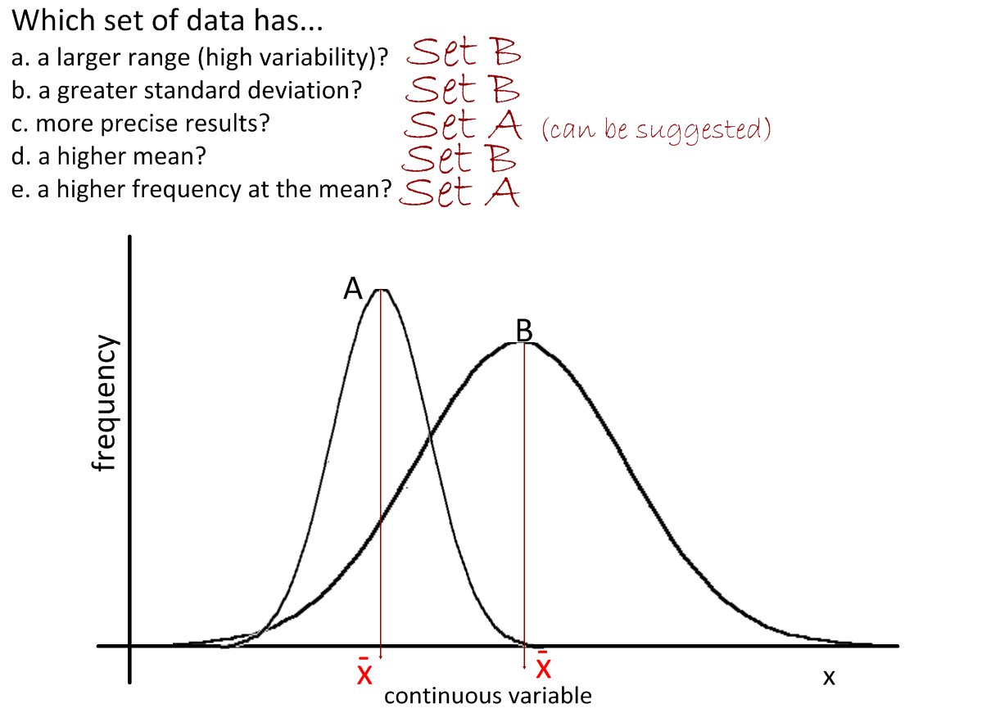 Which set of data has...
a. a larger range (high variability)? Set B
b. a greater standard deviation? Set B
c. more precise results? Set A (can be suggested)
d. a higher mean? Set B
e. a higher frequency at the mean? Set A
A
B
frequency
x̄
x̄
x
continuous variable